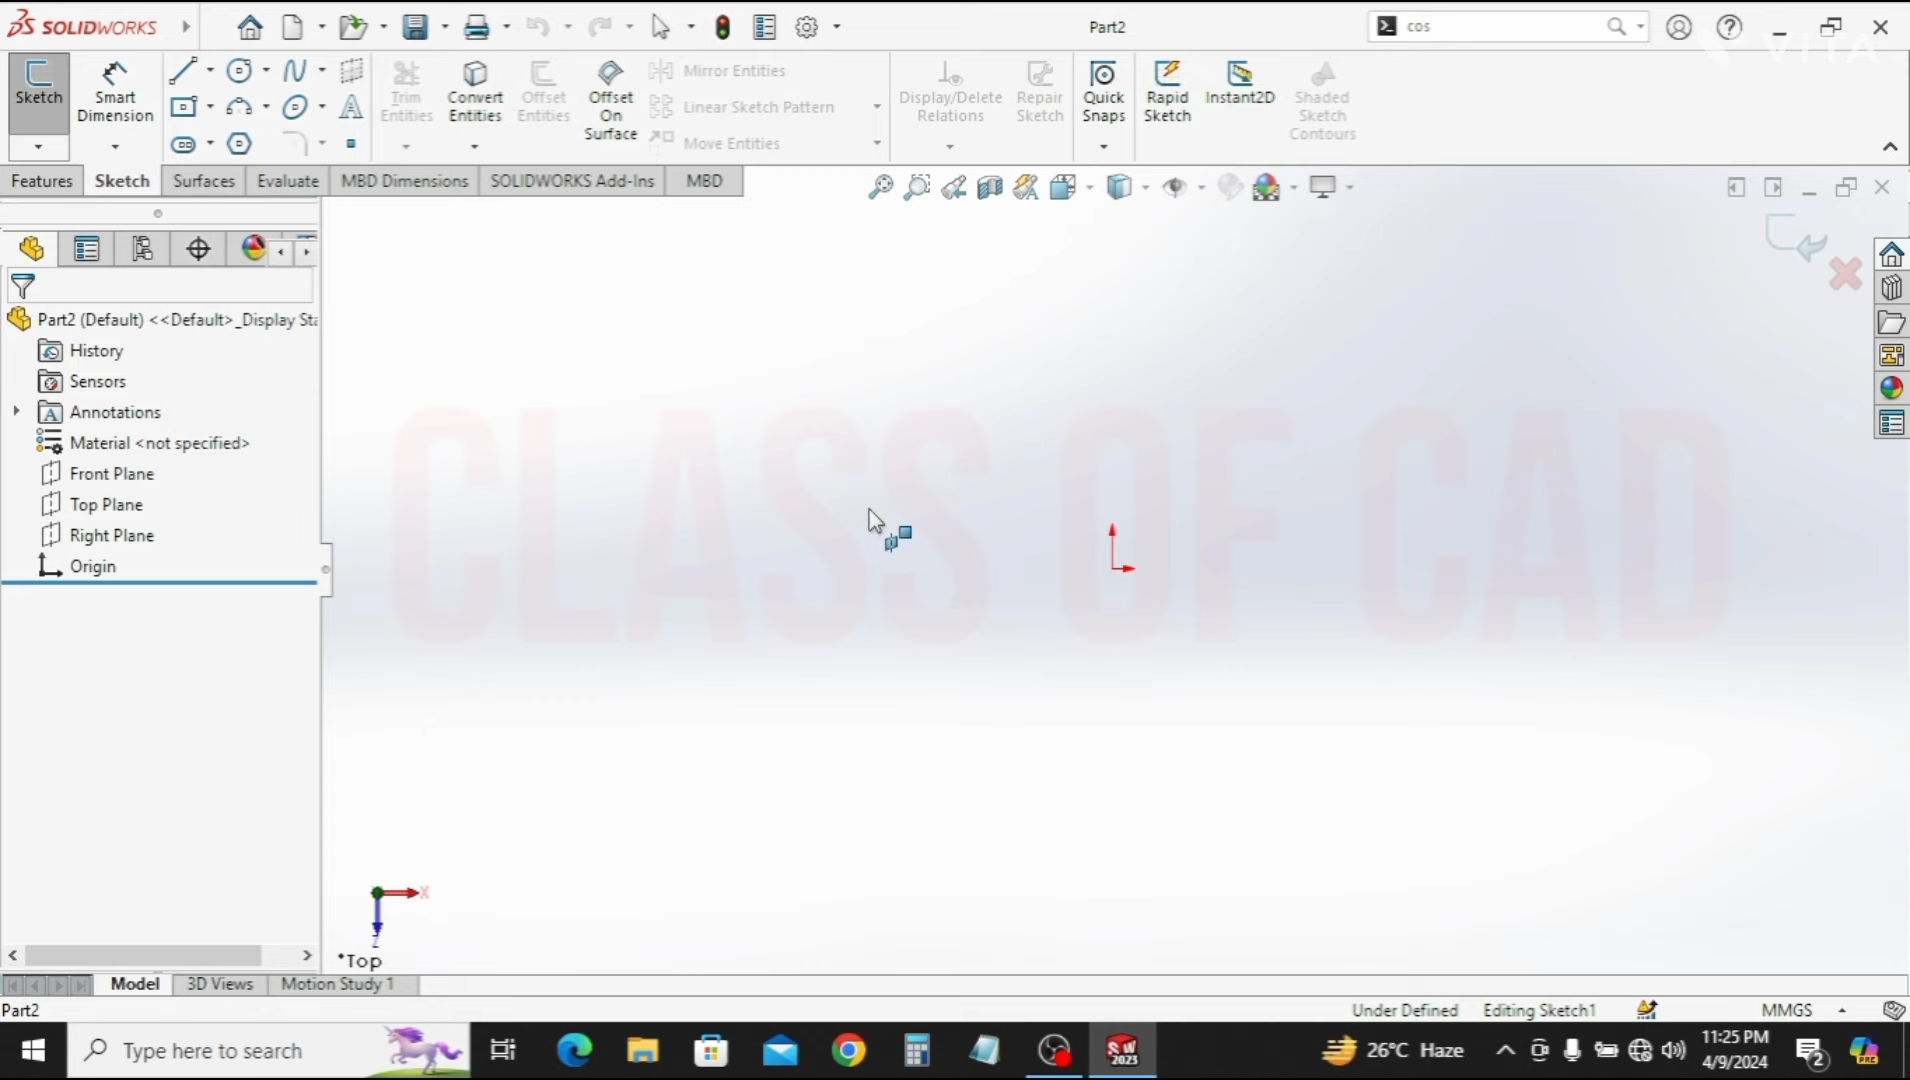 SOLIDWORKS
Part2
cos
VITA
Sketch
Smart Dimension
Trim Entities
Convert Entities
Offset Entities
Offset On Surface
Mirror Entities
Linear Sketch Pattern
Move Entities
Display/Delete Relations
Repair Sketch
Quick Snaps
Rapid Sketch
Instant2D
Shaded Sketch Contours
Features
Sketch
Surfaces
Evaluate
MBD Dimensions
SOLIDWORKS Add-Ins
MBD
Part2 (Default) <<Default>_Display Sta
History
Sensors
Annotations
Material <not specified>
Front Plane
Top Plane
Right Plane
Origin
CLASS OF CAD
X
Z
*Top
Model
3D Views
Motion Study 1
Part2
Under Defined
Editing Sketch1
MMGS
Type here to search
SW
2023
26°C Haze
11:25 PM
4/9/2024
2
PRE